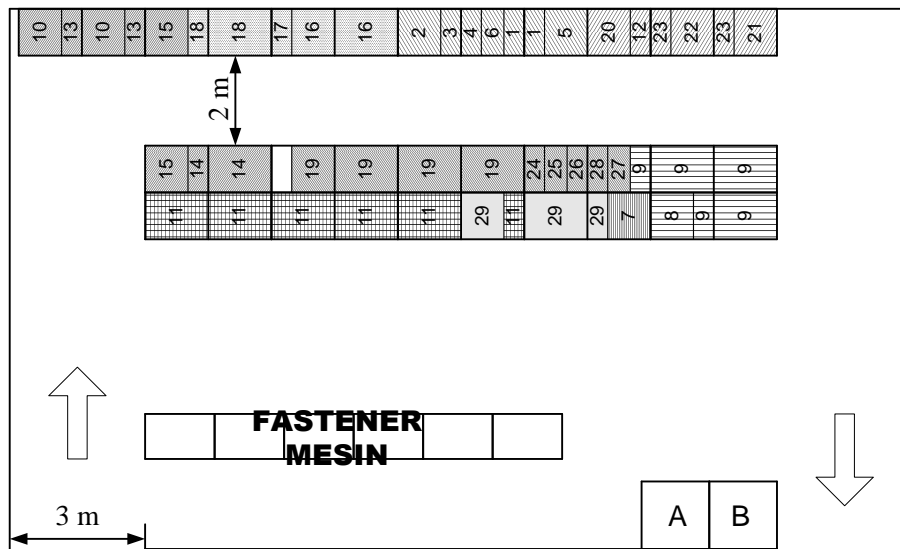 10 13 10 13 15 18 18 17 16 16 2 3 4 6 1 1 5 20 12 23 22 23 21
2 m
15 14 14 19 19 19 19 24 25 26 28 27 9 9 9
11 11 11 11 11 29 11 29 29 7 8 9 9
FASTENER
MESIN
A B
3 m